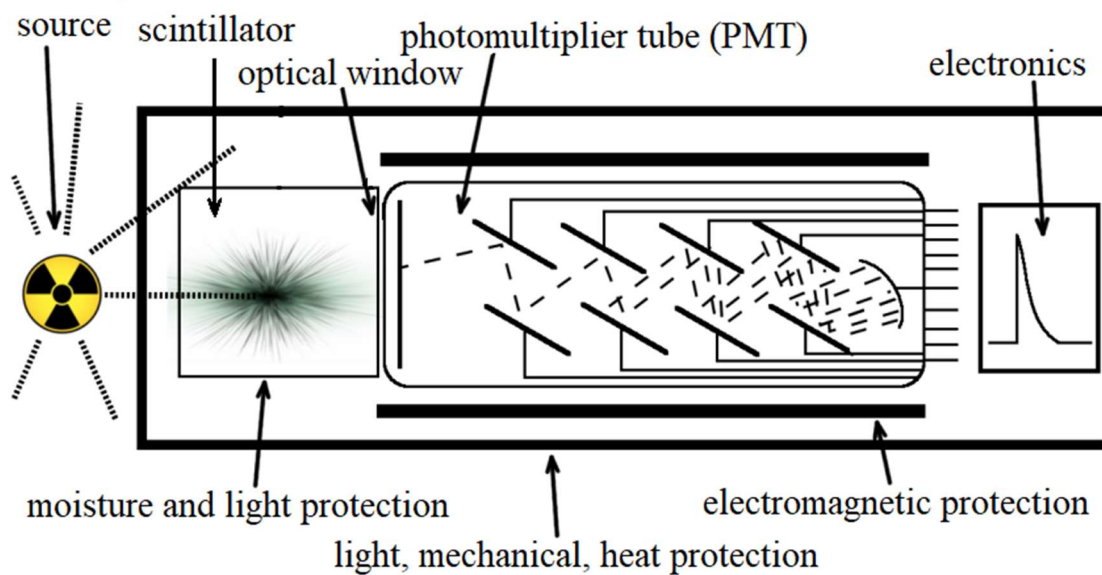 source
scintillator
photomultiplier tube (PMT)
optical window
electronics
moisture and light protection
electromagnetic protection
light, mechanical, heat protection